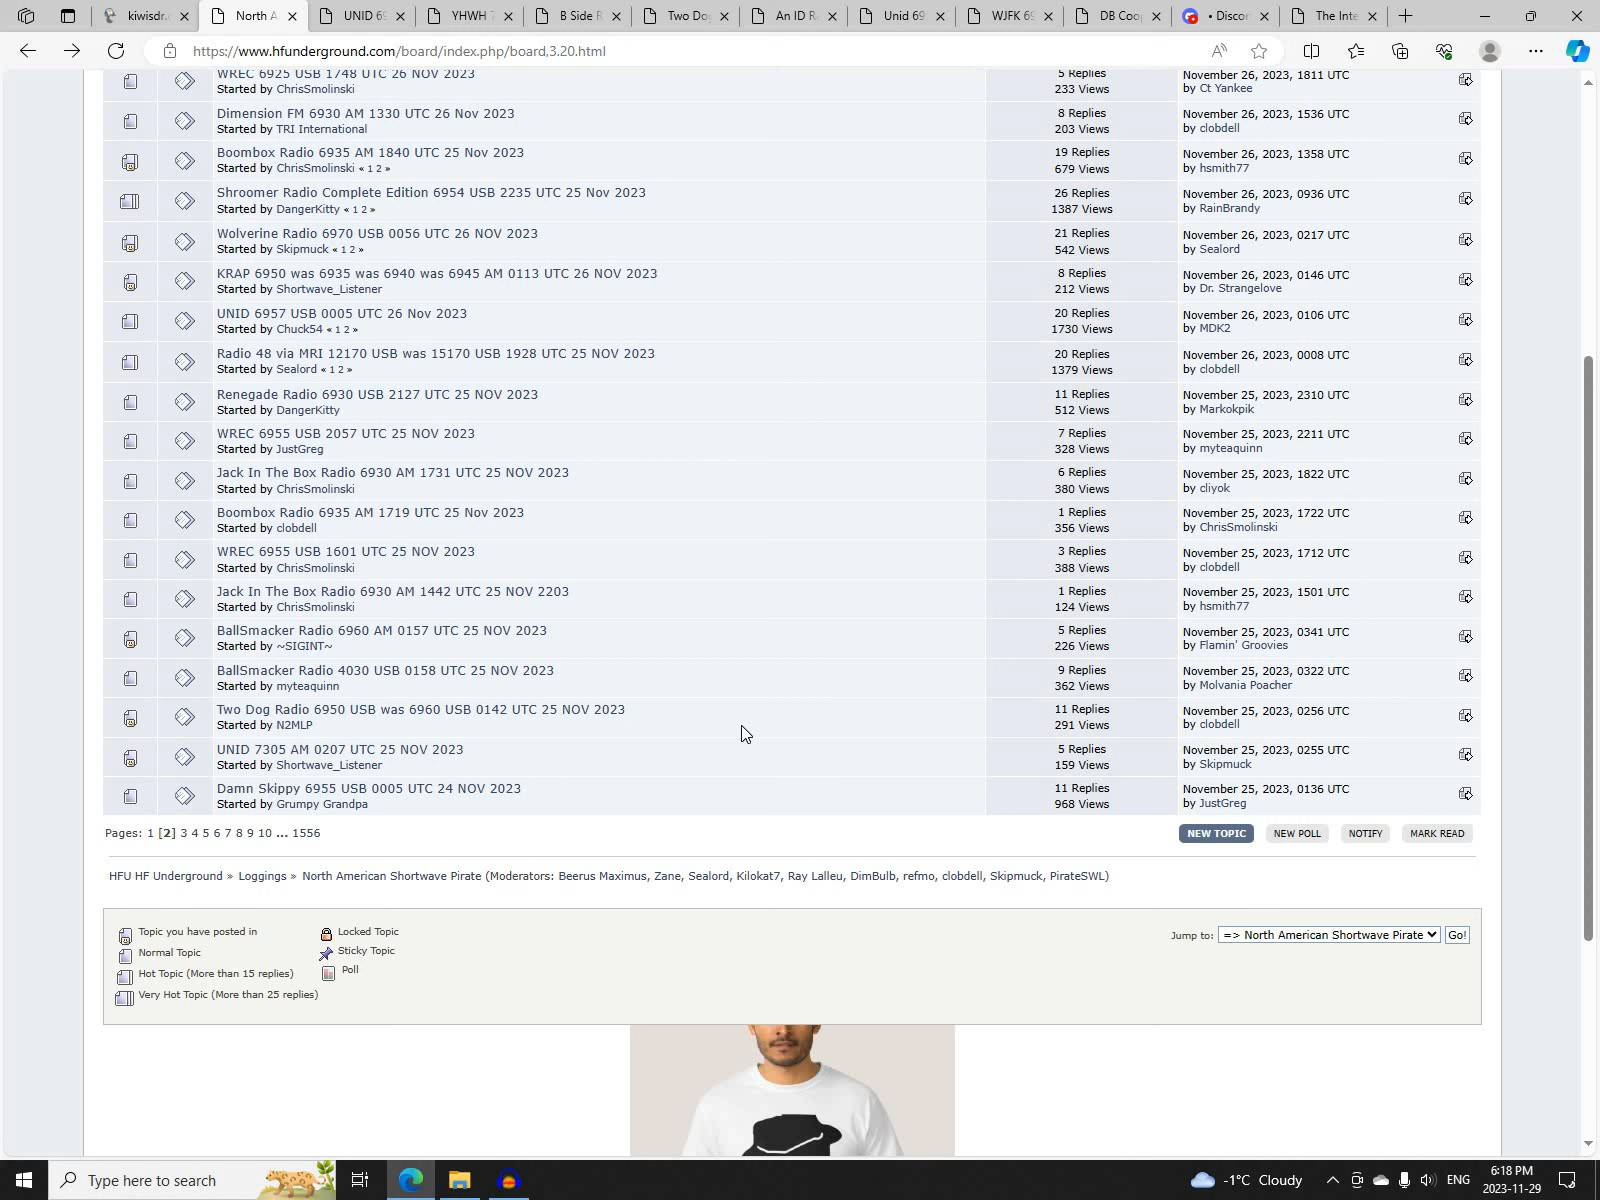 kiwisdr.c
North A
UNID 69
YHWH 7
B Side R
Two Do
An ID R
Unid 69
WJFK 69
DB Coo
• Discor
The Inte
https://www.hfunderground.com/board/index.php/board,3.20.html
WREC 6925 USB 1748 UTC 26 NOV 2023
Started by ChrisSmolinski
5 Replies
233 Views
November 26, 2023, 1811 UTC
by Ct Yankee
Dimension FM 6930 AM 1330 UTC 26 Nov 2023
Started by TRI International
8 Replies
203 Views
November 26, 2023, 1536 UTC
by clobdell
Boombox Radio 6935 AM 1840 UTC 25 Nov 2023
Started by ChrisSmolinski « 1 2 »
19 Replies
679 Views
November 26, 2023, 1358 UTC
by hsmith77
Shroomer Radio Complete Edition 6954 USB 2235 UTC 25 Nov 2023
Started by DangerKitty « 1 2 »
26 Replies
1387 Views
November 26, 2023, 0936 UTC
by RainBrandy
Wolverine Radio 6970 USB 0056 UTC 26 NOV 2023
Started by Skipmuck « 1 2 »
21 Replies
542 Views
November 26, 2023, 0217 UTC
by Sealord
KRAP 6950 was 6935 was 6940 was 6945 AM 0113 UTC 26 NOV 2023
Started by Shortwave_Listener
8 Replies
212 Views
November 26, 2023, 0146 UTC
by Dr. Strangelove
UNID 6957 USB 0005 UTC 26 Nov 2023
Started by Chuck54 « 1 2 »
20 Replies
1730 Views
November 26, 2023, 0106 UTC
by MDK2
Radio 48 via MRI 12170 USB was 15170 USB 1928 UTC 25 NOV 2023
Started by Sealord « 1 2 »
20 Replies
1379 Views
November 26, 2023, 0008 UTC
by clobdell
Renegade Radio 6930 USB 2127 UTC 25 NOV 2023
Started by DangerKitty
11 Replies
512 Views
November 25, 2023, 2310 UTC
by Markokpik
WREC 6955 USB 2057 UTC 25 NOV 2023
Started by JustGreg
7 Replies
328 Views
November 25, 2023, 2211 UTC
by myteaquinn
Jack In The Box Radio 6930 AM 1731 UTC 25 NOV 2023
Started by ChrisSmolinski
6 Replies
380 Views
November 25, 2023, 1822 UTC
by cliyok
Boombox Radio 6935 AM 1719 UTC 25 Nov 2023
Started by clobdell
1 Replies
356 Views
November 25, 2023, 1722 UTC
by ChrisSmolinski
WREC 6955 USB 1601 UTC 25 NOV 2023
Started by ChrisSmolinski
3 Replies
388 Views
November 25, 2023, 1712 UTC
by clobdell
Jack In The Box Radio 6930 AM 1442 UTC 25 NOV 2203
Started by ChrisSmolinski
1 Replies
124 Views
November 25, 2023, 1501 UTC
by hsmith77
BallSmacker Radio 6960 AM 0157 UTC 25 NOV 2023
Started by ~SIGINT~
5 Replies
226 Views
November 25, 2023, 0341 UTC
by Flamin' Groovies
BallSmacker Radio 4030 USB 0158 UTC 25 NOV 2023
Started by myteaquinn
9 Replies
362 Views
November 25, 2023, 0322 UTC
by Molvania Poacher
Two Dog Radio 6950 USB was 6960 USB 0142 UTC 25 NOV 2023
Started by N2MLP
11 Replies
291 Views
November 25, 2023, 0256 UTC
by clobdell
UNID 7305 AM 0207 UTC 25 NOV 2023
Started by Shortwave_Listener
5 Replies
159 Views
November 25, 2023, 0255 UTC
by Skipmuck
Damn Skippy 6955 USB 0005 UTC 24 NOV 2023
Started by Grumpy Grandpa
11 Replies
968 Views
November 25, 2023, 0136 UTC
by JustGreg
Pages: 1 [2] 3 4 5 6 7 8 9 10 ... 1556
NEW TOPIC
NEW POLL
NOTIFY
MARK READ
HFU HF Underground » Loggings » North American Shortwave Pirate (Moderators: Beerus Maximus, Zane, Sealord, Kilokat7, Ray Lalleu, DimBulb, refmo, clobdell, Skipmuck, PirateSWL)
Topic you have posted in
Normal Topic
Hot Topic (More than 15 replies)
Very Hot Topic (More than 25 replies)
Locked Topic
Sticky Topic
Poll
Jump to:
=> North American Shortwave Pirate
Go!
Type here to search
-1°C Cloudy
ENG
6:18 PM
2023-11-29